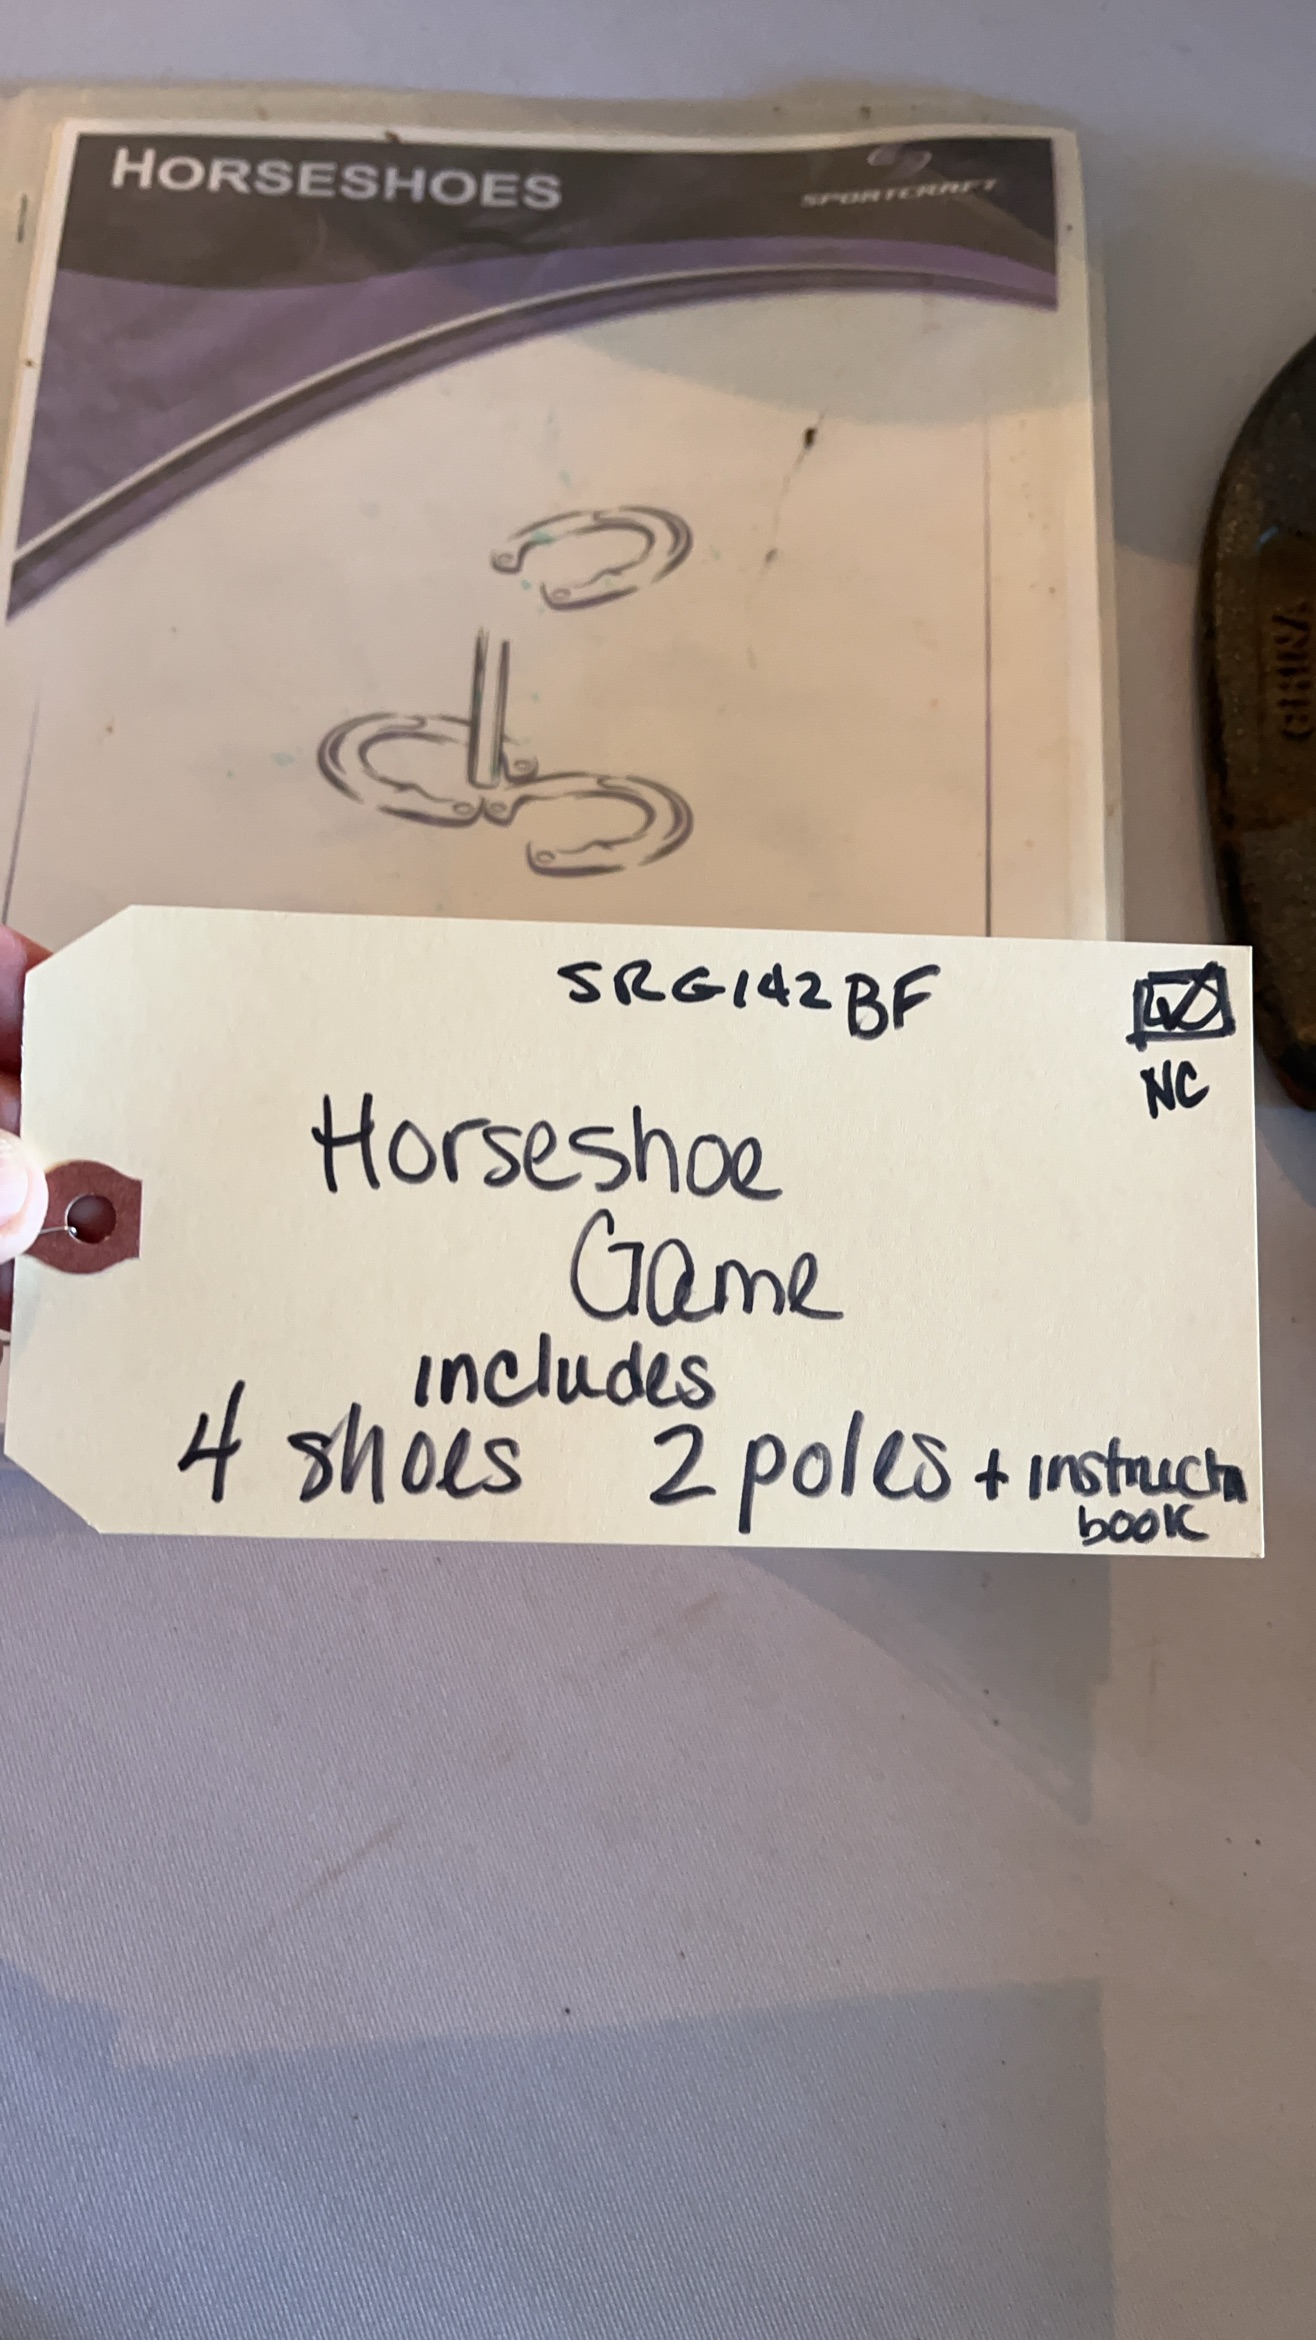 HORSESHOES
SPORTCRAFT
CHINA
SRG142BF
NC
Horseshoe
Game
includes
4 shoes 2 poles + instructn
book